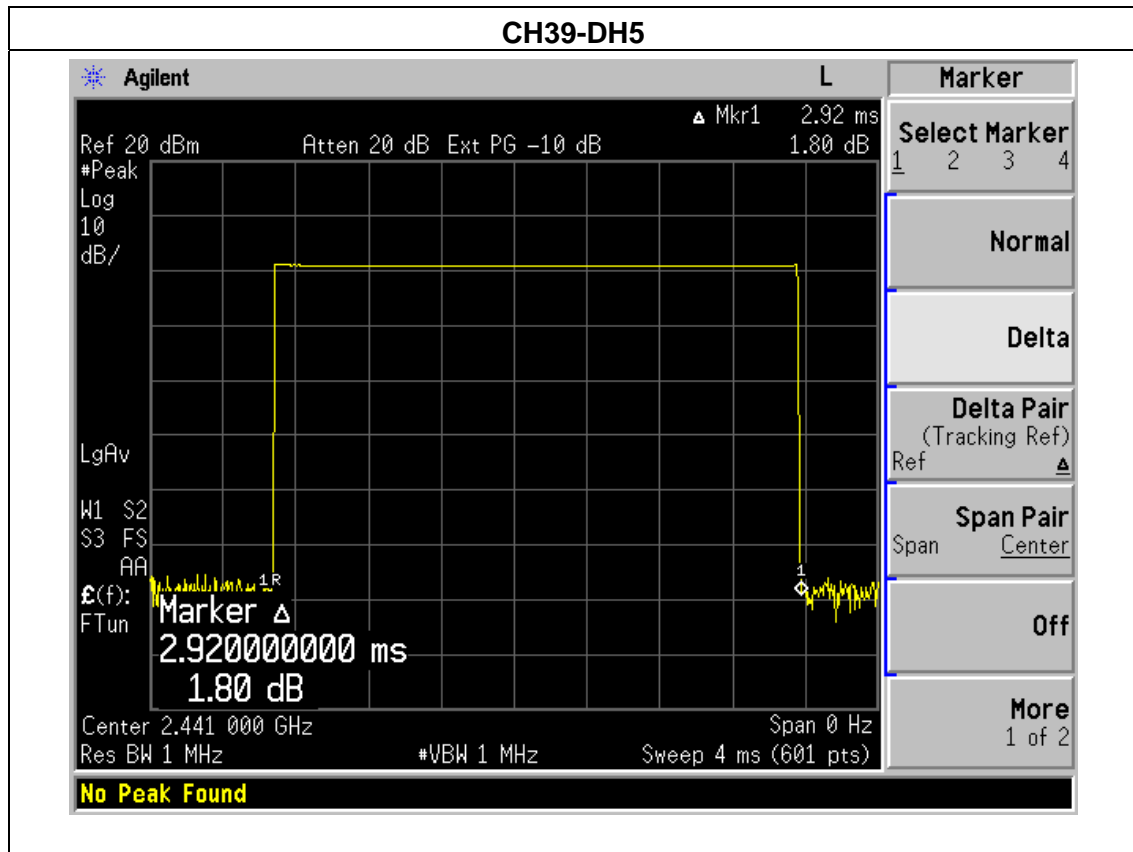 CH39-DH5
Agilent L Marker
Δ Mkr1 2.92 ms
Ref 20 dBm Atten 20 dB Ext PG -10 dB 1.80 dB
#Peak
Log
10
dB/
LgAv
W1 S2
S3 FS
AA
£(f):
FTun
1R
1
Marker Δ
2.920000000 ms
1.80 dB
Center 2.441 000 GHz Span 0 Hz
Res BW 1 MHz #VBW 1 MHz Sweep 4 ms (601 pts)
No Peak Found
Select Marker
1 2 3 4
Normal
Delta
Delta Pair
(Tracking Ref)
Ref Δ
Span Pair
Span Center
Off
More
1 of 2